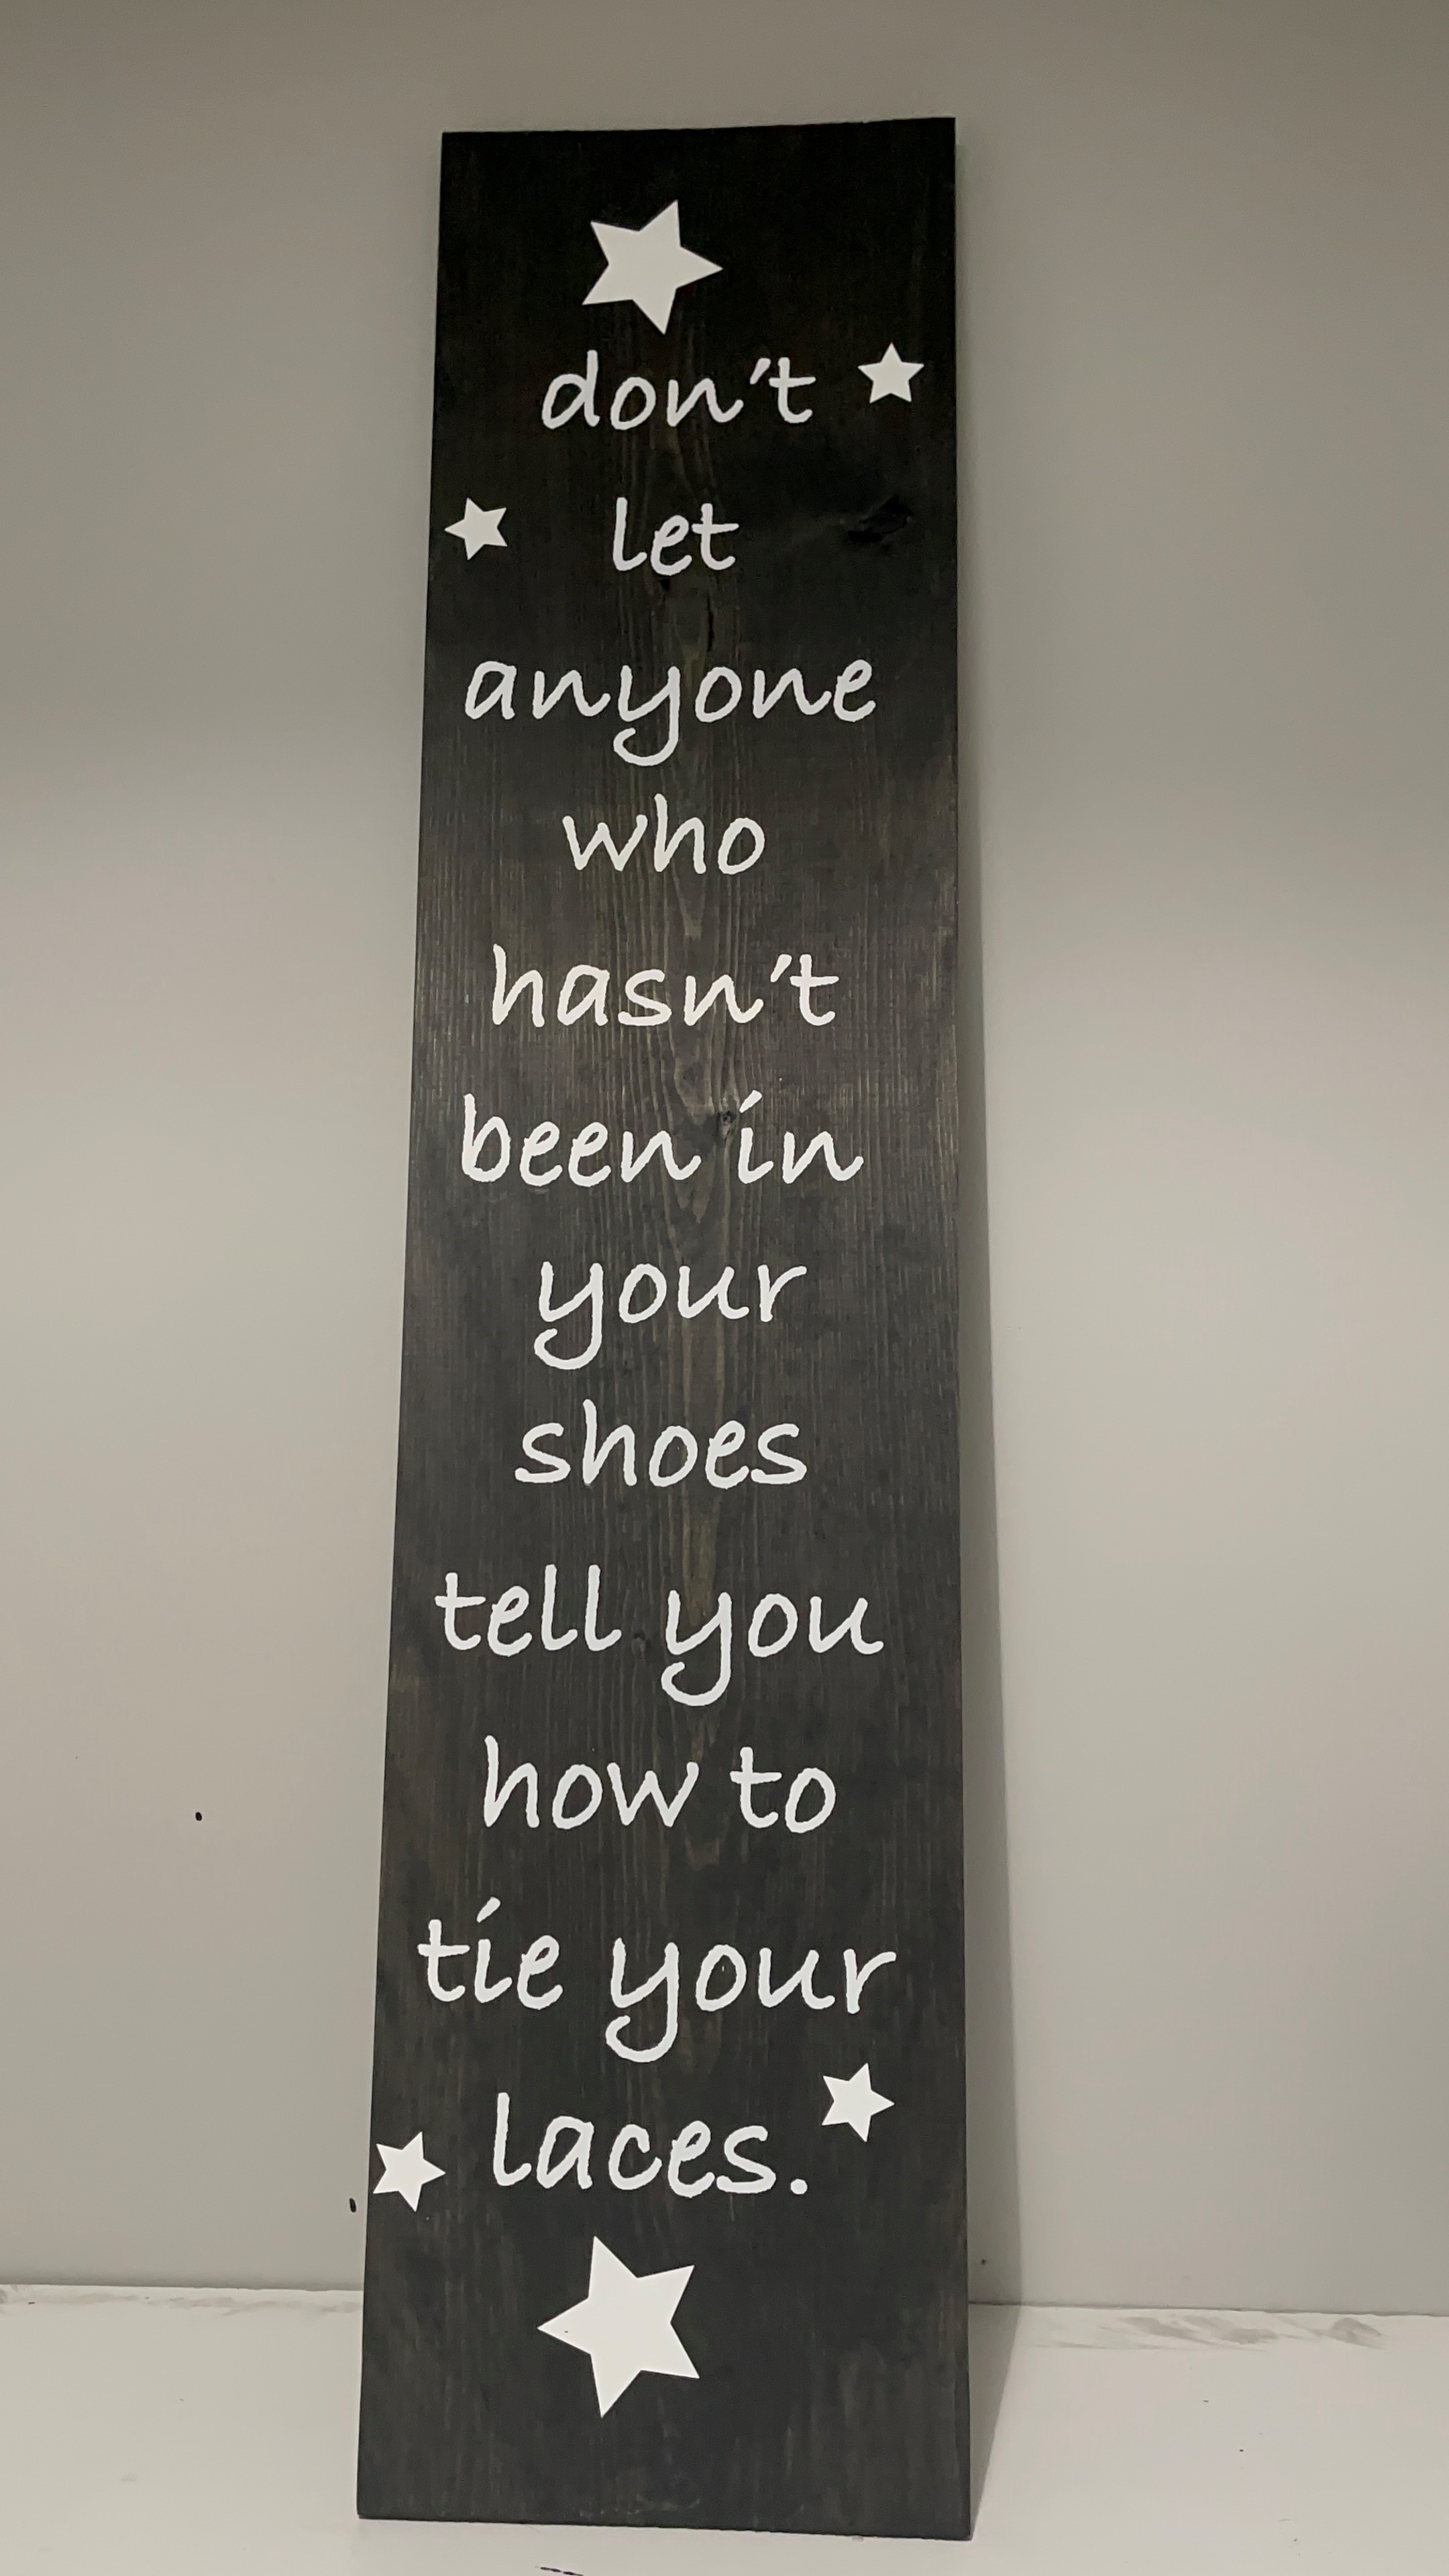 don't
let
anyone
who
hasn't
been in
your
shoes
tell you
how to
tie your
laces.